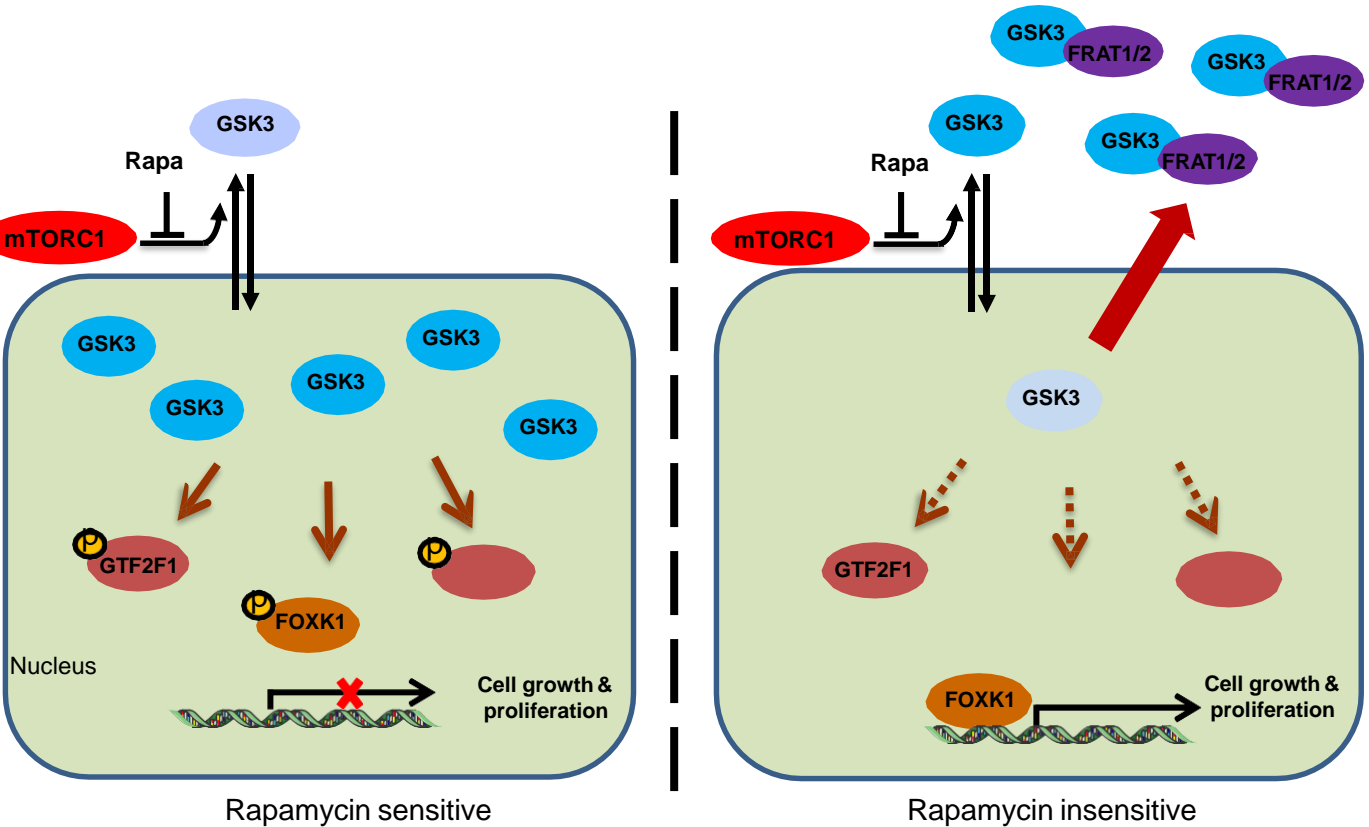 GSK3
Rapa
mTORC1
GSK3
GSK3
GSK3
GSK3
GSK3
P
GTF2F1
P
P
FOXK1
Nucleus
Cell growth &
proliferation
Rapamycin sensitive
GSK3
FRAT1/2
GSK3
FRAT1/2
GSK3
GSK3
FRAT1/2
Rapa
mTORC1
GSK3
GTF2F1
FOXK1
Cell growth &
proliferation
Rapamycin insensitive